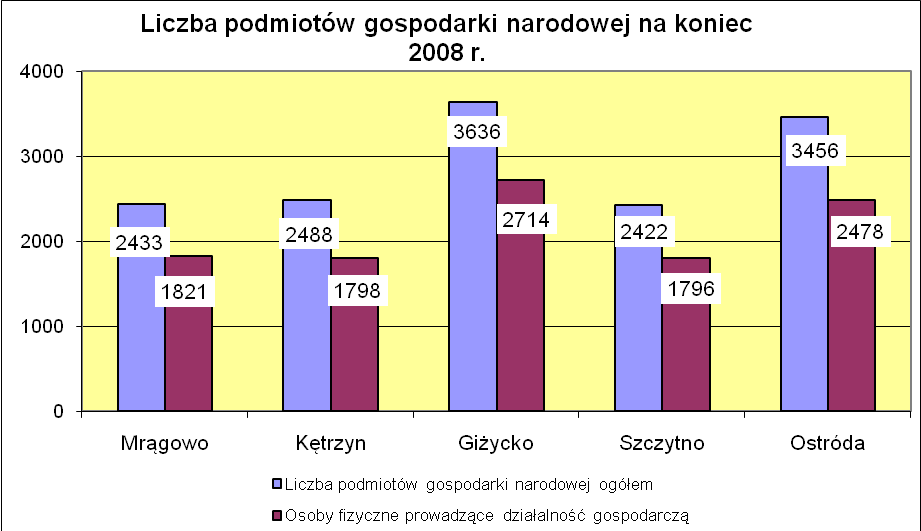 Liczba podmiotów gospodarki narodowej na koniec
2008 r.
4000
3000
2000
1000
0
2433
1821
2488
1798
3636
2714
2422
1796
3456
2478
Mrągowo
Kętrzyn
Giżycko
Szczytno
Ostróda
Liczba podmiotów gospodarki narodowej ogółem
Osoby fizyczne prowadzące działalność gospodarczą